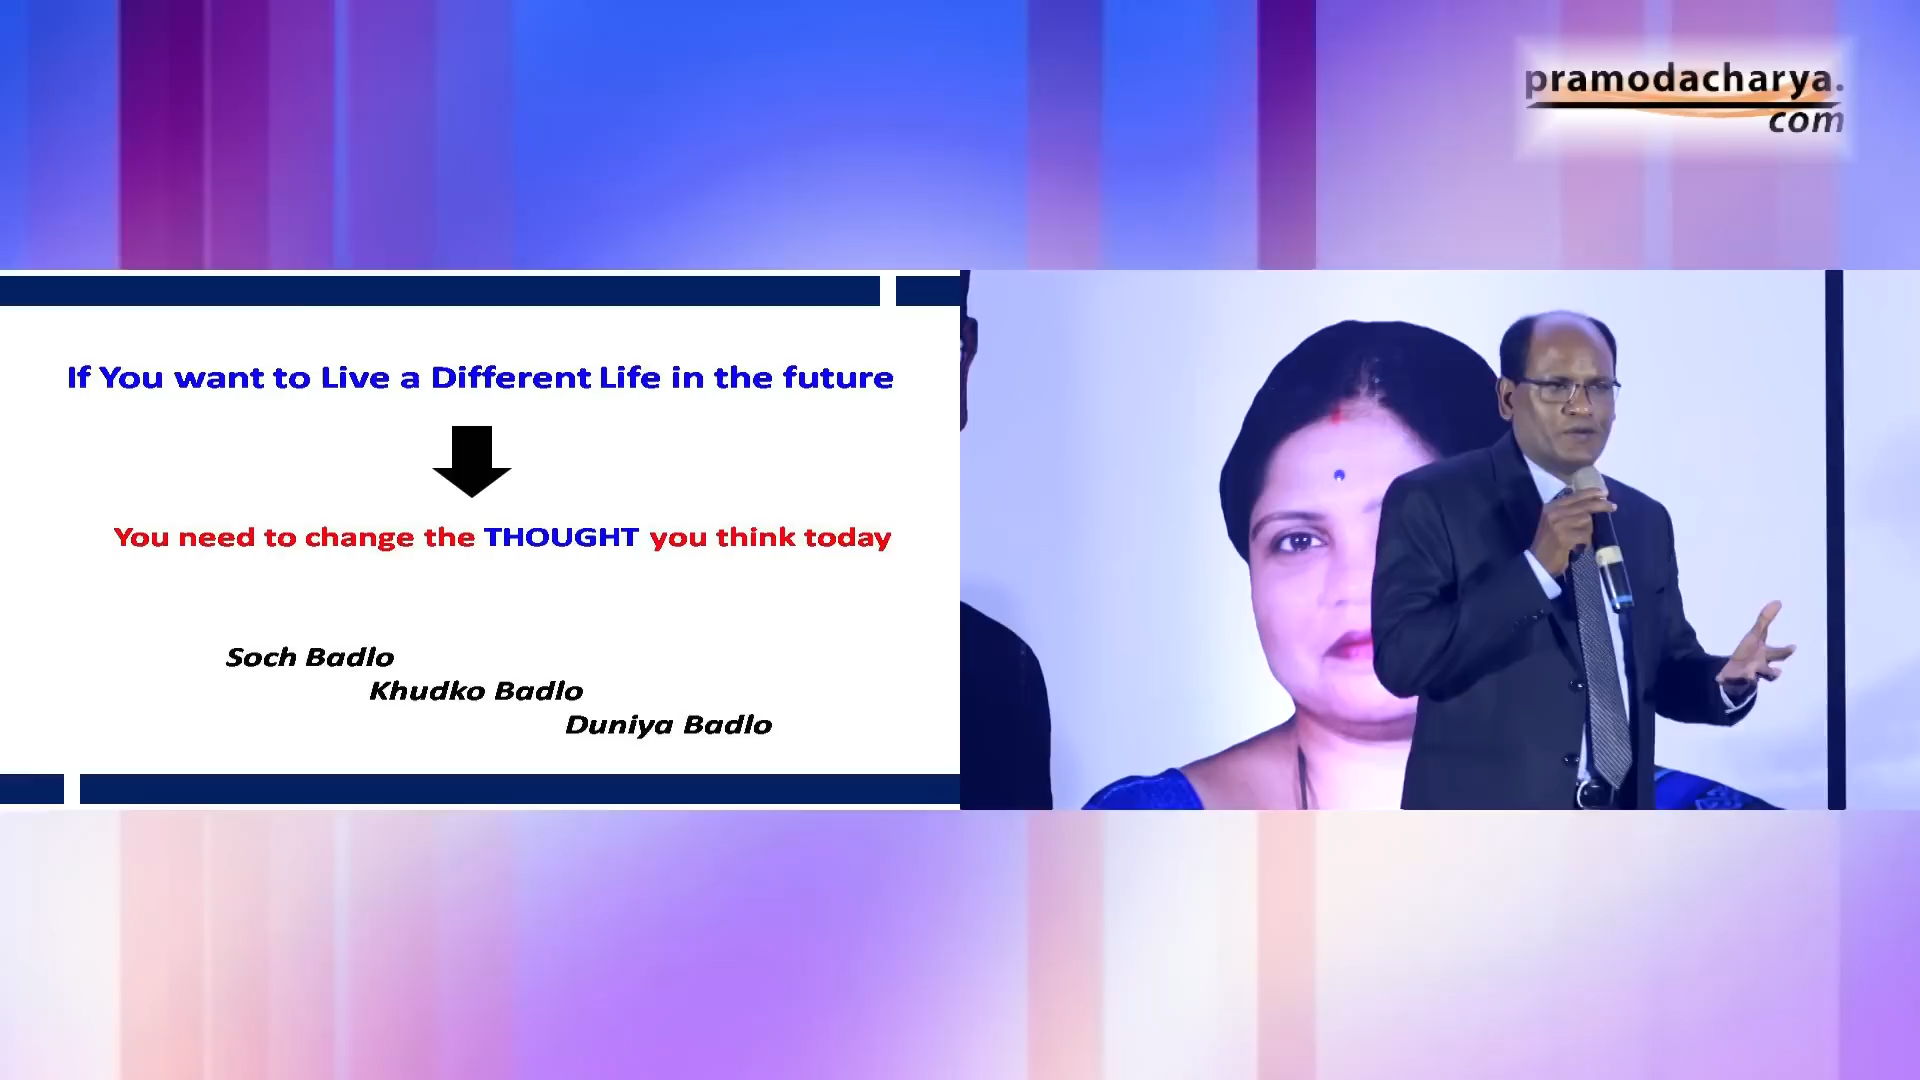 pramodacharya.
com
If You want to Live a Different Life in the future
You need to change the THOUGHT you think today
Soch Badlo
Khudko Badlo
Duniya Badlo